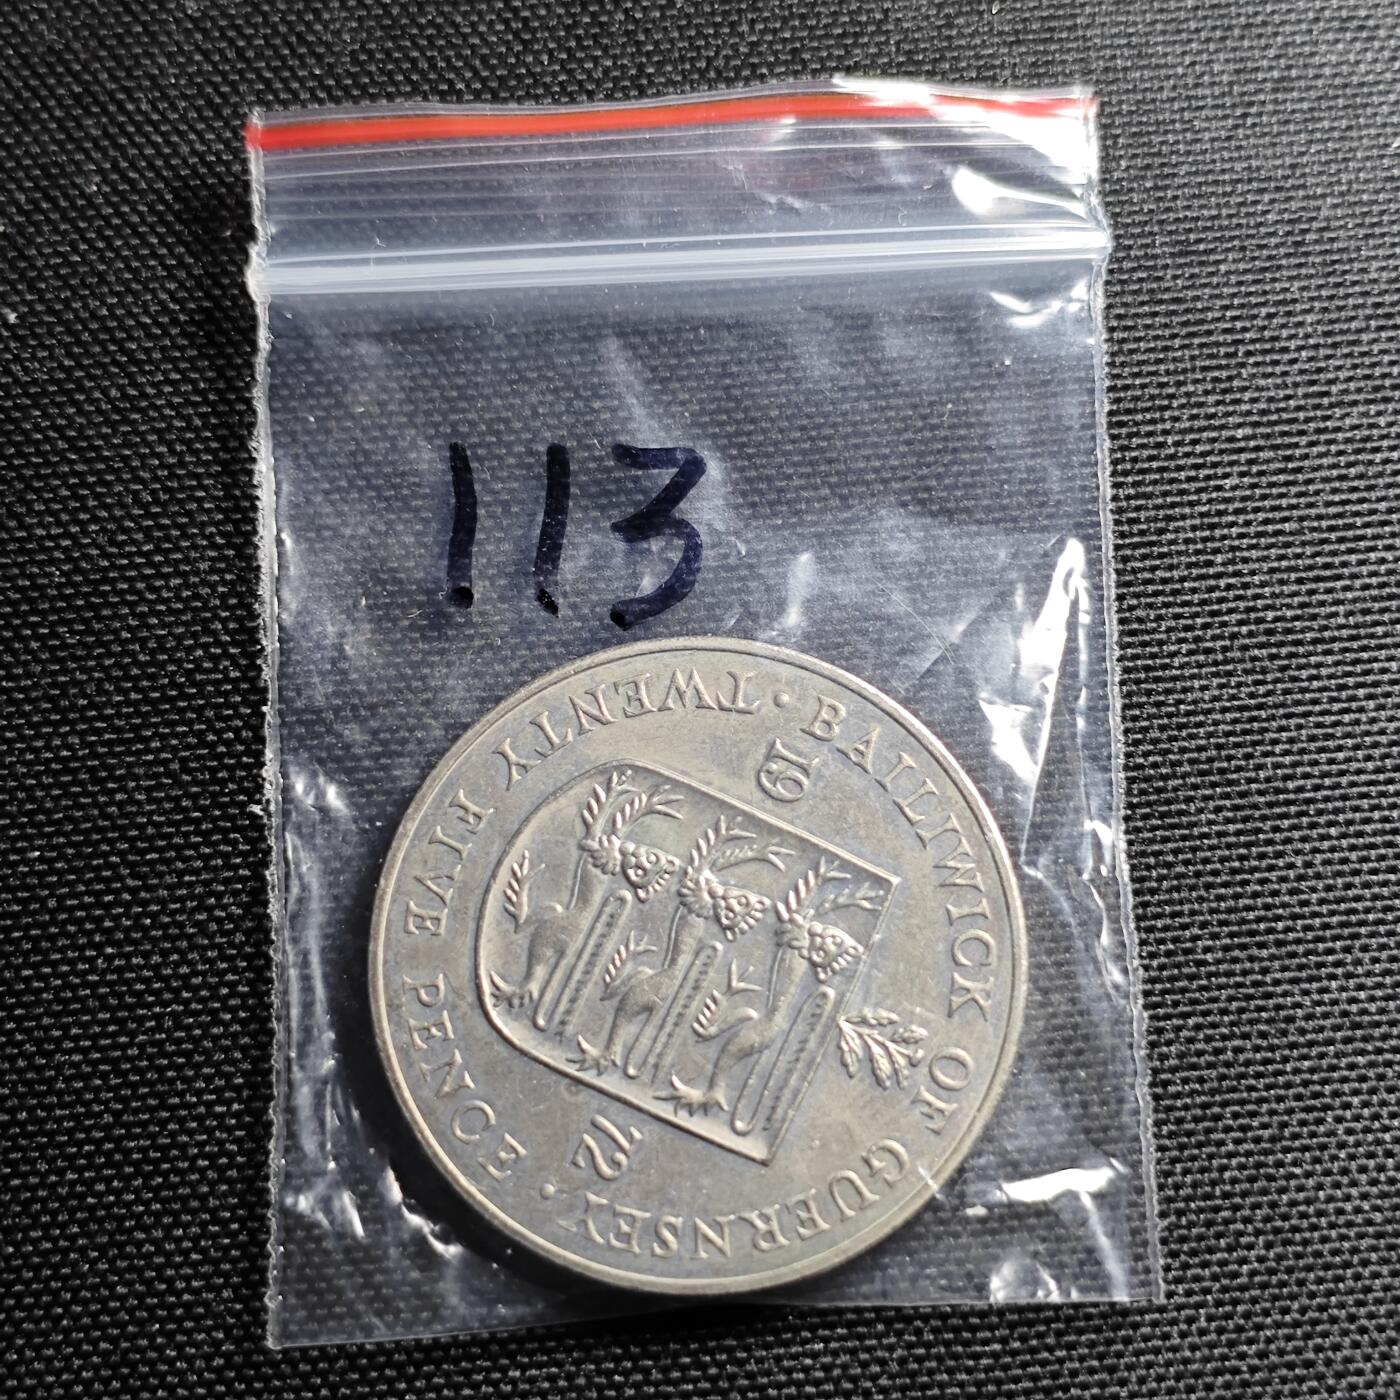 113
BAILIWICK OF GUERNSEY · TWENTY FIVE PENCE ·
19 72